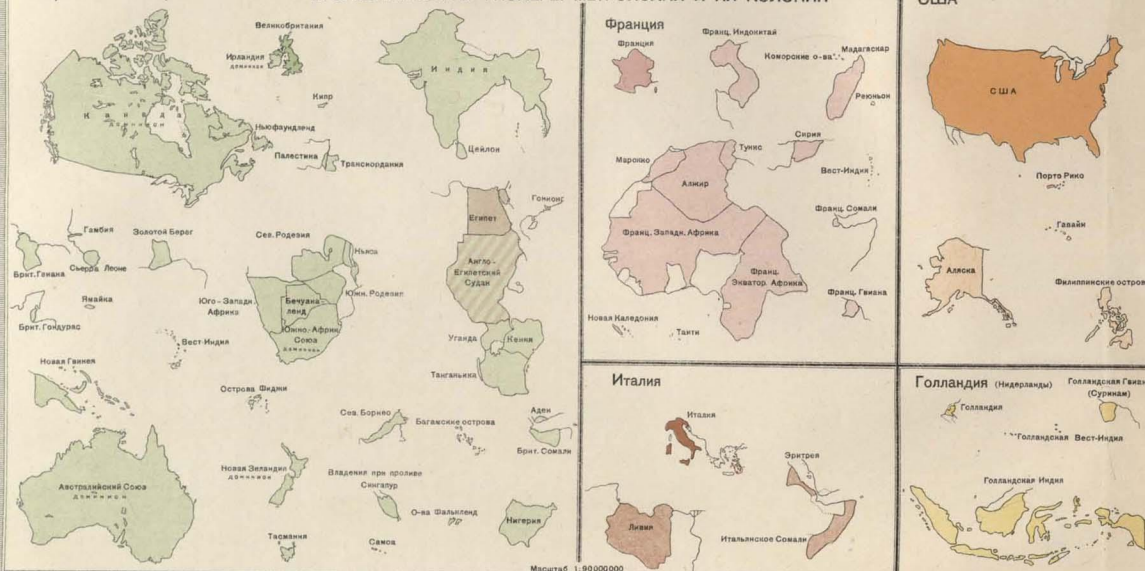 Великобритания
Ирландия
доминион
Индия
Кипр
Канада
доминион
Ньюфаундленд
Палестина
Трансиордания
Цейлон
Гонконг
Египет
Гамбия
Золотой Берег
Сев. Родезия
Брит. Гвиана
Сьерра Леоне
Англо-
Египетский
Судан
Ямайка
Юго-Западн.
Африка
Бечуана
ленд
Южн. Родезия
Брит. Гондурас
Южно-Африк.
Союз
доминион
Вест-Индия
Уганда
Кения
Новая Гвинея
Танганьика
Острова Фиджи
Сев. Борнео
Багамские острова
Аден
Брит. Сомали
Австралийский Союз
доминион
Новая Зеландия
доминион
Владения при проливе
Сингапур
О-ва Фалькланд
Нигерия
Тасмания
Самоа
Масштаб 1:90000000
Франция
Франция
Франц. Индокитай
Коморские о-ва
Мадагаскар
Реюньон
Сирия
Тунис
Марокко
Вест-Индия
Алжир
Франц. Сомали
Франц. Западн. Африка
Франц.
Экватор. Африка
Франц. Гвиана
Новая Каледония
Таити
Италия
Италия
Эритрея
Ливия
Итальянское Сомали
США
США
Порто Рико
Гавайи
Аляска
Филиппинские остров
Голландия (Нидерланды)
Голландская Гвиан
(Суринам)
Голландия
Голландская Вест-Индия
Голландская Индия